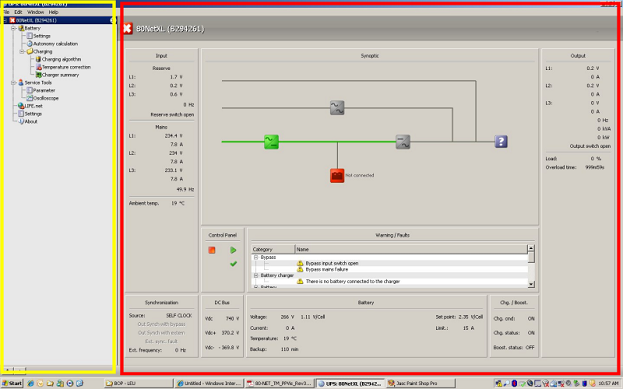 UPS: 80NetXL (B294261)
File Edit Window Help
80NetXL (B294261)
Battery
Settings
Autonomy calculation
Charging
Charging algorithm
Temperature correction
Charger summary
Service Tools
Parameter
Oscilloscope
LIFE.net
Settings
About
80NetXL (B294261)
Input
Reserve
L1: 1.7 V
L2: 0.2 V
L3: 0.6 V
0 Hz
Reserve switch open
Mains
L1: 234.4 V
7.8 A
L2: 234 V
7.8 A
L3: 233.1 V
7.8 A
49.9 Hz
Ambient temp. 19 °C
Synoptic
Not connected
Output
L1: 0.2 V
0 A
L2: 0.2 V
0 A
L3: 0 V
0 A
0 Hz
0 kVA
0 kW
Output switch open
Load: 0 %
Overload time: 999m59s
Control Panel
Warning / Faults
Category Name
Bypass
Bypass input switch open
Bypass mains failure
Battery charger
There is no battery connected to the charger
Battery
Synchronization
Source: SELF CLOCK
Out Synch with bypass
Out Synch with extern
Ext. sync. fault
Ext. frequency: 0 Hz
DC Bus
Vdc 740 V
Vdc+ 370.2 V
Vdc- -369.8 V
Battery
Voltage: 266 V 1.11 V/Cell Set point: 2.35 V/Cell
Current: 0 A Limit.: 15 A
Temperature: 19 °C
Backup: 110 min
Chg. / Boost.
Chg. cmd: ON
Chg. status: ON
Boost. status: OFF
Start
BOP - LEU
Untitled - Windows Inter...
80-NET_TM_PPVis_Rev0...
UPS: 80NetXL (B2942...
Jasc Paint Shop Pro
10:57 AM